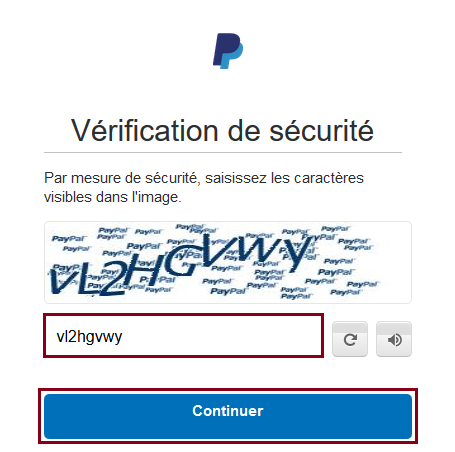 Vérification de sécurité
Par mesure de sécurité, saisissez les caractères
visibles dans l'image.
vL2HGVWY
vl2hgvwy
Continuer